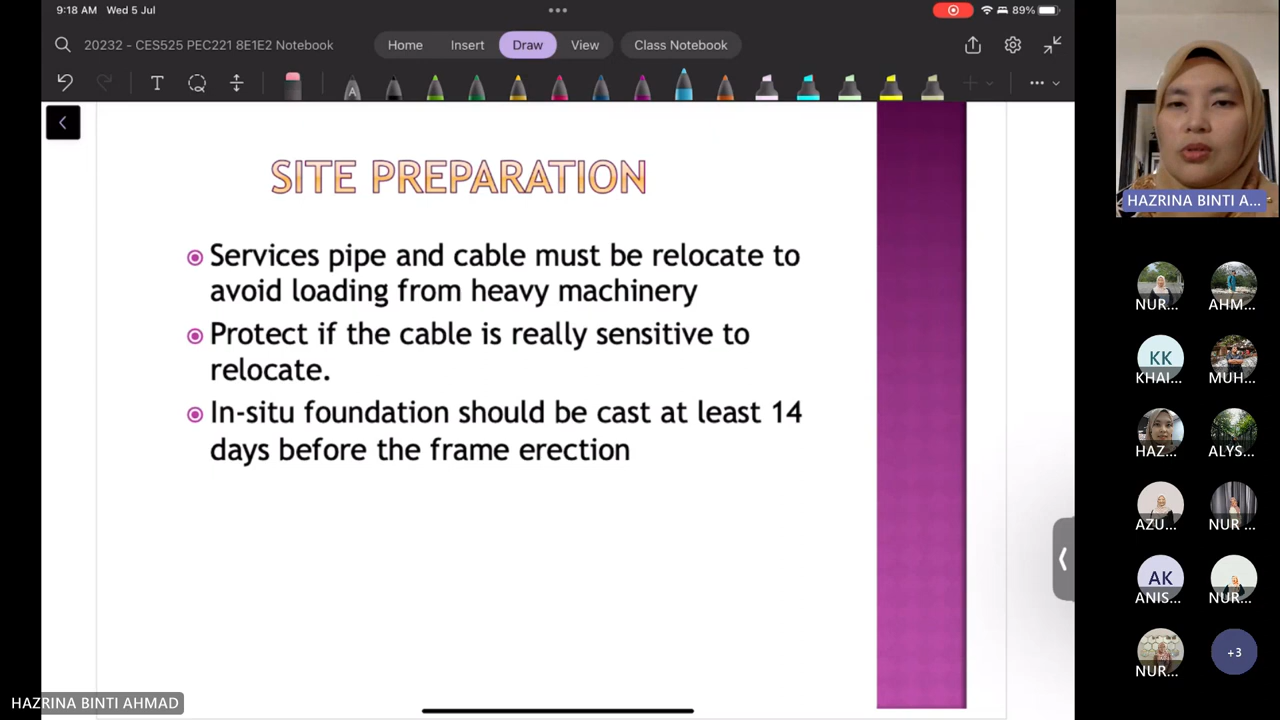 9:18 AM Wed 5 Jul
89%
20232 - CES525 PEC221 8E1E2 Notebook
Home Insert Draw View Class Notebook
T
A
SITE PREPARATION
Services pipe and cable must be relocate to
avoid loading from heavy machinery
Protect if the cable is really sensitive to
relocate.
In-situ foundation should be cast at least 14
days before the frame erection
HAZRINA BINTI A...
NUR... AHM...
KK
KHAI... MUH...
HAZ... ALYS...
AZU... NUR ...
AK
ANIS... NUR...
NUR... +3
HAZRINA BINTI AHMAD